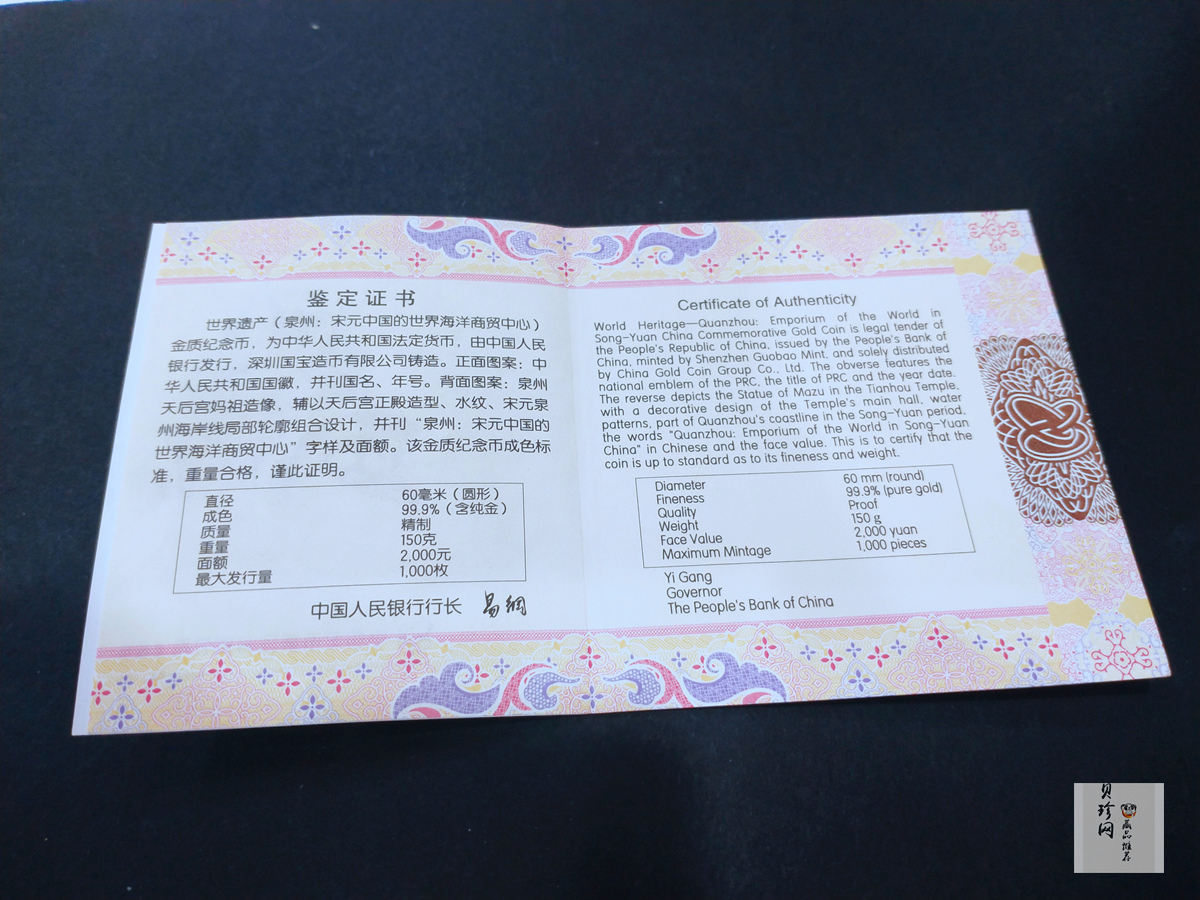 鉴定证书
世界遗产（泉州：宋元中国的世界海洋商贸中心）
金质纪念币，为中华人民共和国法定货币，由中国人民
银行发行，深圳国宝造币有限公司铸造。正面图案：中
华人民共和国国徽，并刊国名、年号。背面图案：泉州
天后宫妈祖造像，辅以天后宫正殿造型、水纹、宋元泉
州海岸线局部轮廓组合设计，并刊“泉州：宋元中国的
世界海洋商贸中心”字样及面额。该金质纪念币成色标
准，重量合格，谨此证明。
直径 60毫米（圆形）
成色 99.9%（含纯金）
质量 精制
重量 150克
面额 2,000元
最大发行量 1,000枚
中国人民银行行长 易纲
Certificate of Authenticity
World Heritage—Quanzhou: Emporium of the World in
Song-Yuan China Commemorative Gold Coin is legal tender of
the People's Republic of China, issued by the People's Bank of
China, minted by Shenzhen Guobao Mint, and solely distributed
by China Gold Coin Group Co., Ltd. The obverse features the
national emblem of the PRC, the title of PRC and the year date.
The reverse depicts the Statue of Mazu in the Tianhou Temple,
with a decorative design of the Temple's main hall, water
patterns, part of Quanzhou's coastline in the Song-Yuan period,
the words "Quanzhou: Emporium of the World in Song-Yuan
China" in Chinese and the face value. This is to certify that the
coin is up to standard as to its fineness and weight.
Diameter 60 mm (round)
Fineness 99.9% (pure gold)
Quality Proof
Weight 150 g
Face Value 2,000 yuan
Maximum Mintage 1,000 pieces
Yi Gang
Governor
The People's Bank of China
贝珍网
藏品推荐